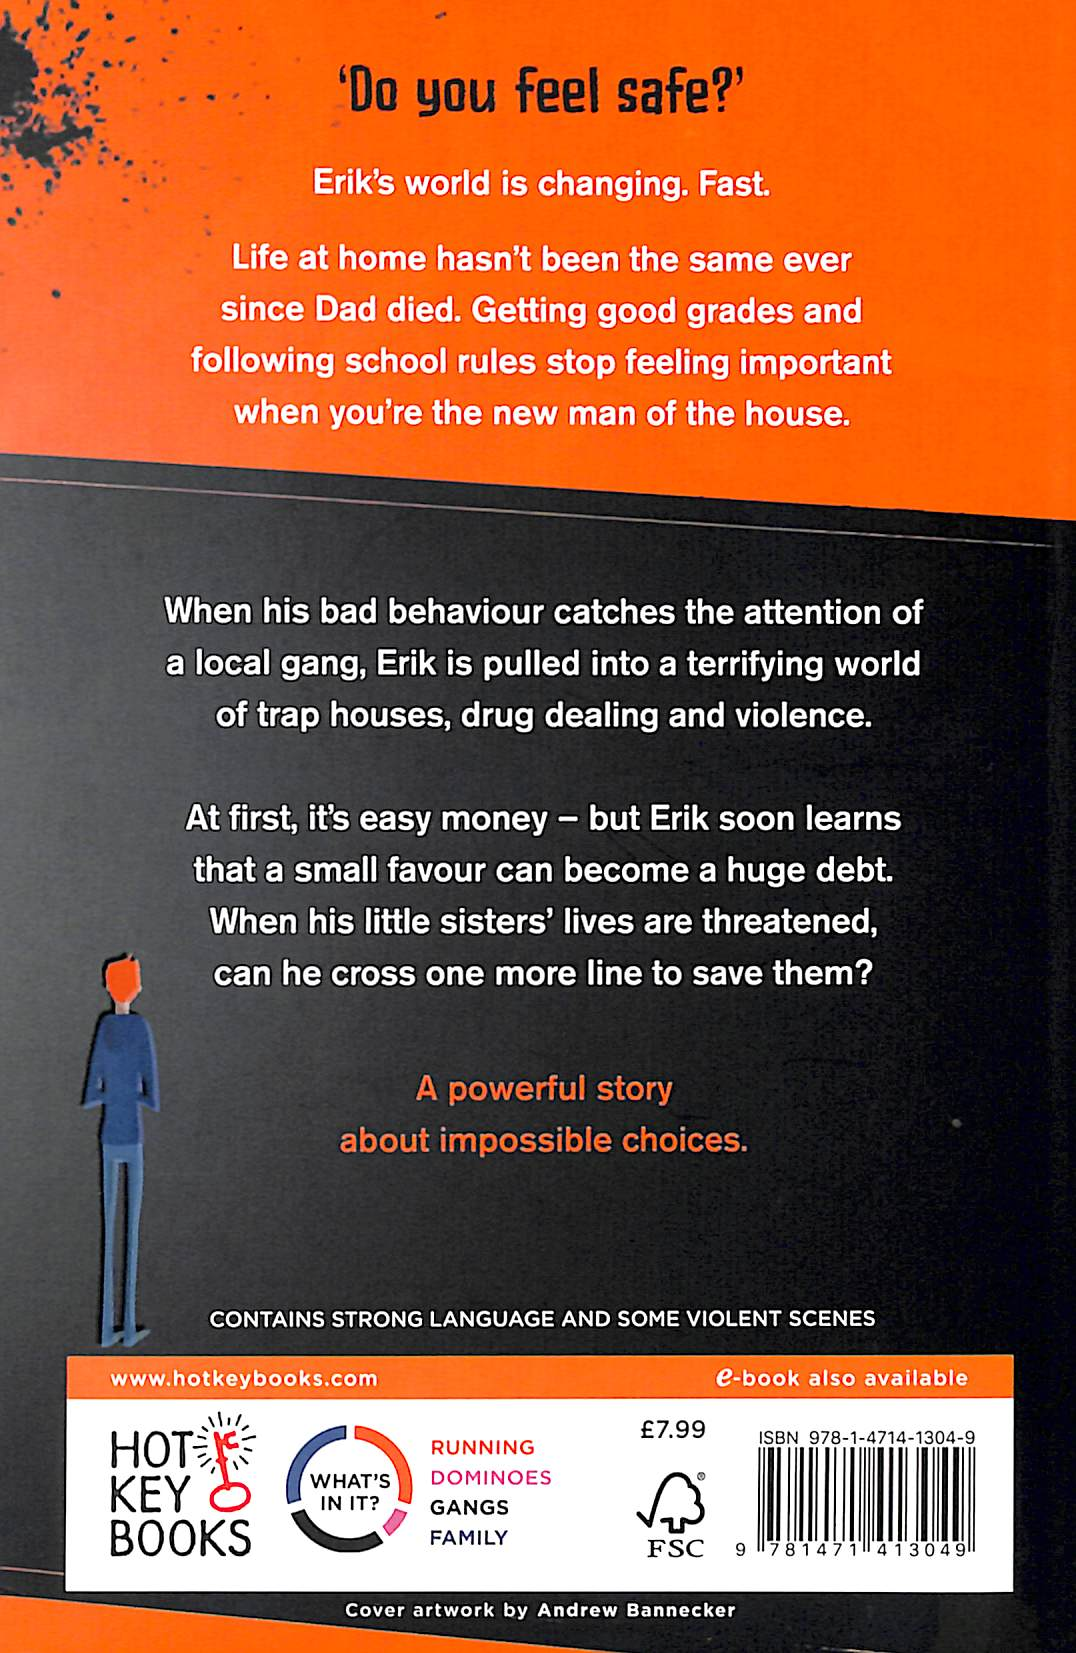 ‘Do you feel safe?’
Erik’s world is changing. Fast.
Life at home hasn’t been the same ever
since Dad died. Getting good grades and
following school rules stop feeling important
when you’re the new man of the house.
When his bad behaviour catches the attention of
a local gang, Erik is pulled into a terrifying world
of trap houses, drug dealing and violence.
At first, it’s easy money – but Erik soon learns
that a small favour can become a huge debt.
When his little sisters’ lives are threatened,
can he cross one more line to save them?
A powerful story
about impossible choices.
CONTAINS STRONG LANGUAGE AND SOME VIOLENT SCENES
www.hotkeybooks.com
e-book also available
HOT
KEY
BOOKS
WHAT’S
IN IT?
RUNNING
DOMINOES
GANGS
FAMILY
£7.99
®
FSC
ISBN 978-1-4714-1304-9
9 781471 413049
Cover artwork by Andrew Bannecker